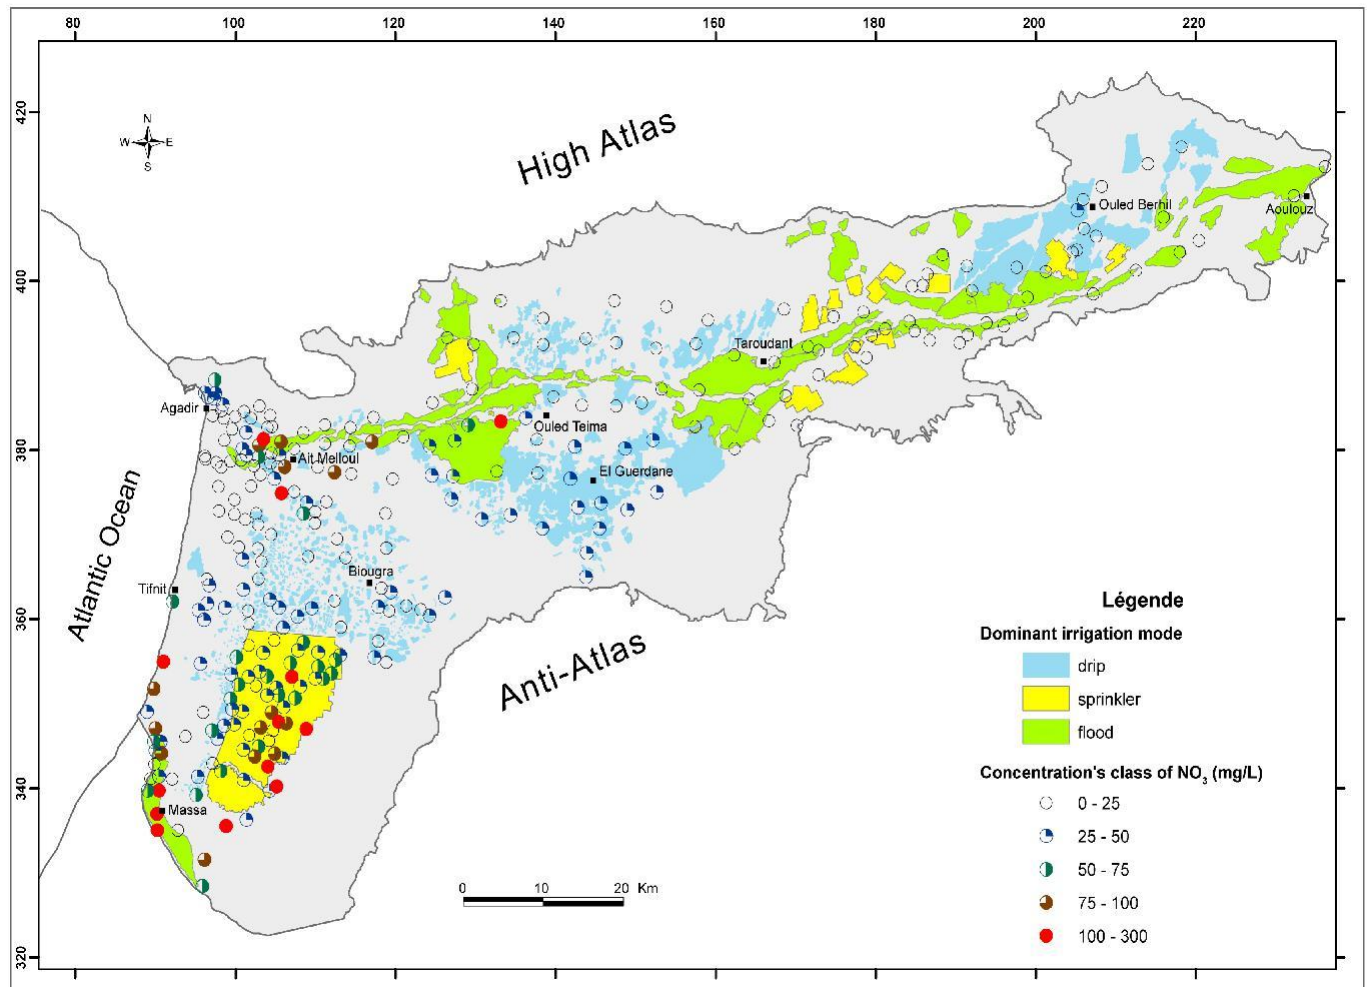 80 100 120 140 160 180 200 220
420
400
380
360
340
320
N
W E
S
High Atlas
Ouled Berhil
Aoulouz
Taroudant
Agadir
Ouled Teima
Ait Melloul
El Guerdane
Atlantic Ocean
Biougra
Tifnit
Anti-Atlas
Massa
0 10 20 Km
Légende
Dominant irrigation mode
drip
sprinkler
flood
Concentration's class of NO3 (mg/L)
0 - 25
25 - 50
50 - 75
75 - 100
100 - 300